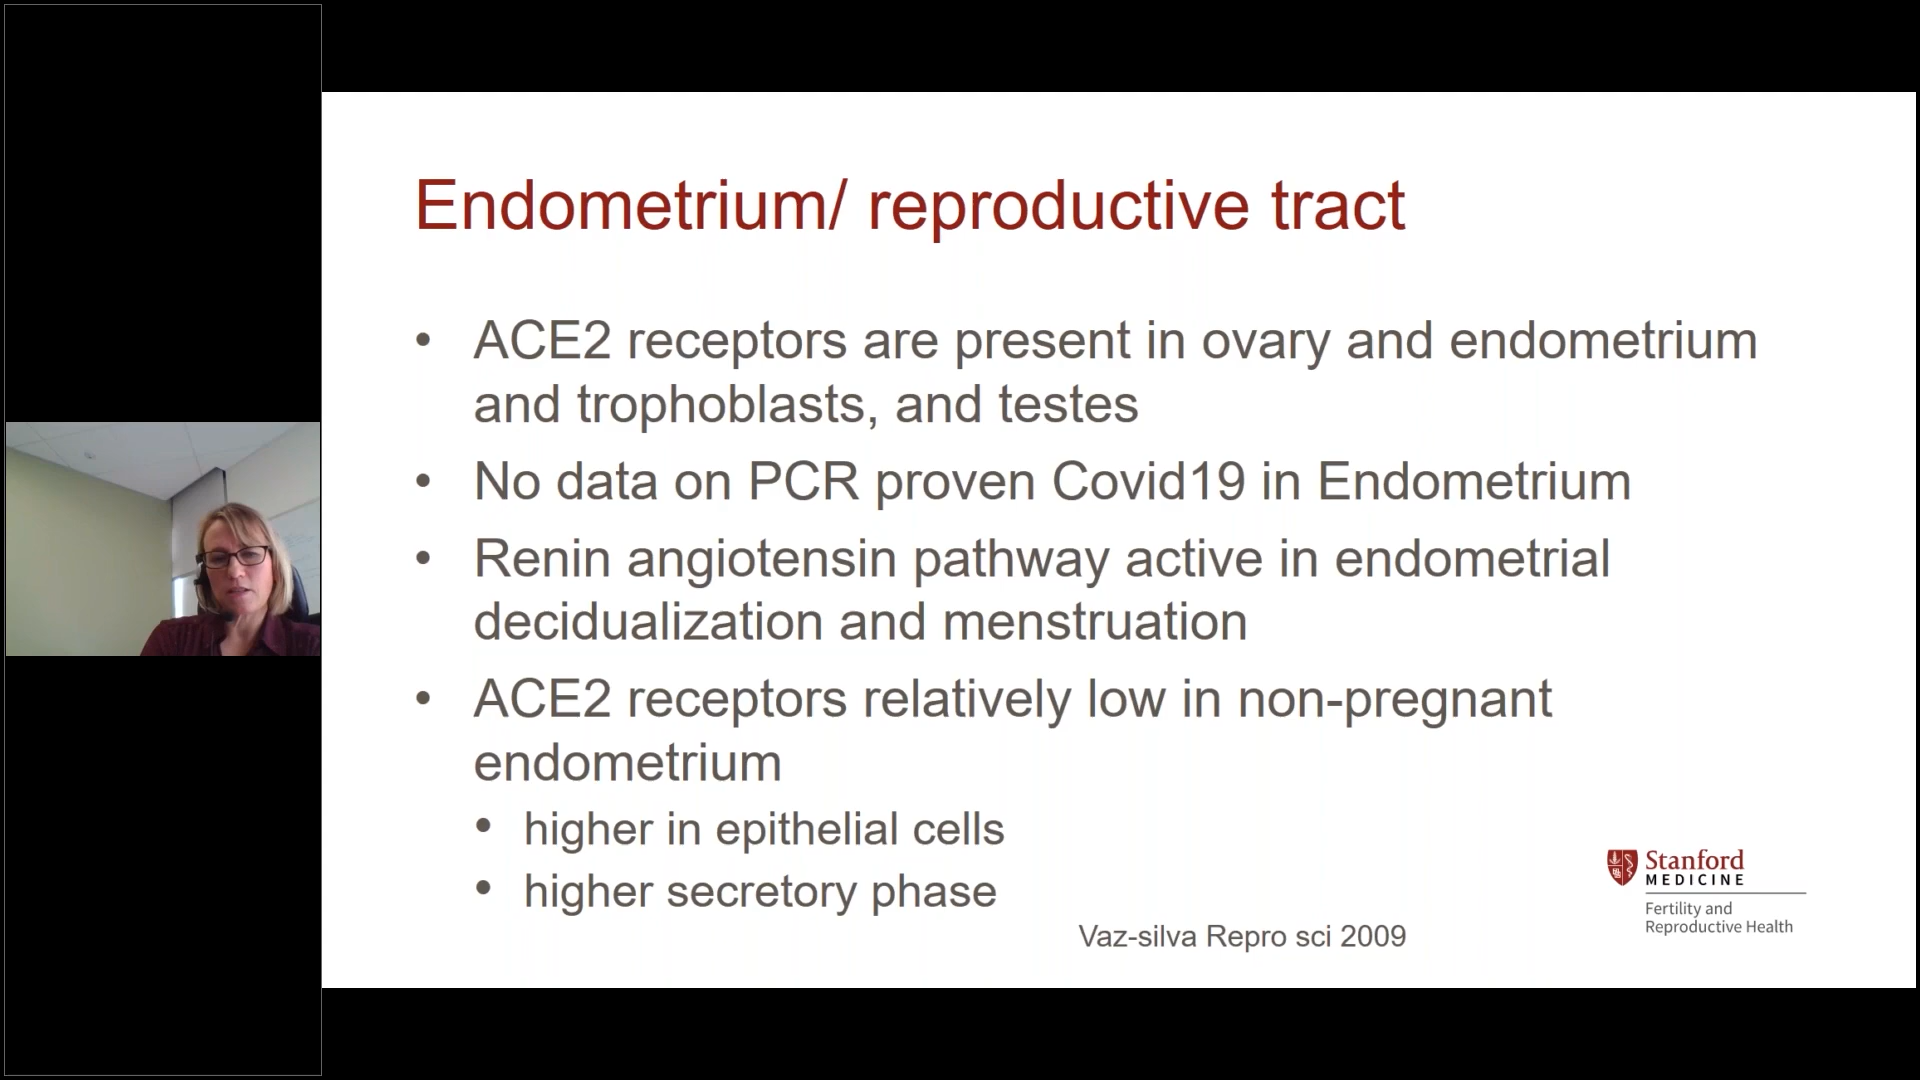 Endometrium/ reproductive tract
• ACE2 receptors are present in ovary and endometrium
and trophoblasts, and testes
• No data on PCR proven Covid19 in Endometrium
• Renin angiotensin pathway active in endometrial
decidualization and menstruation
• ACE2 receptors relatively low in non-pregnant
endometrium
• higher in epithelial cells
• higher secretory phase
Vaz-silva Repro sci 2009
Stanford
MEDICINE
Fertility and
Reproductive Health